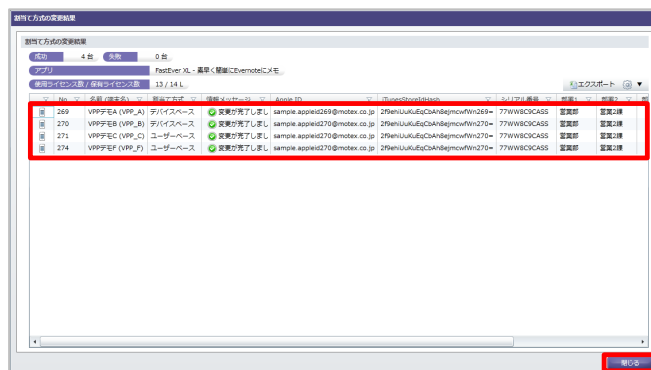 割当て方式の変更結果
割当て方式の変更結果
成功 4 台 失敗 0 台
アプリ FastEver XL - 素早く簡単にEvernoteにメモ
使用ライセンス数 / 保有ライセンス数 13 / 14 L エクスポート
No. 名前 (端末名) 割当て方式 情報メッセージ Apple ID iTunesStoreIdHash シリアル番号 部署1 部署2
269 VPPデモA (VPP_A) デバイスベース 変更が完了しまし sample.appleid269@motex.co.jp 2f9ehiUuKuEqCbAh8ejmcwfWn269= 77WW8C9CASS 営業部 営業2課
270 VPPデモB (VPP_B) デバイスベース 変更が完了しまし sample.appleid270@motex.co.jp 2f9ehiUuKuEqCbAh8ejmcwfWn270= 77WW8C9CASS 営業部 営業2課
271 VPPデモC (VPP_C) ユーザーベース 変更が完了しまし sample.appleid270@motex.co.jp 2f9ehiUuKuEqCbAh8ejmcwfWn270= 77WW8C9CASS 営業部 営業2課
274 VPPデモF (VPP_F) ユーザーベース 変更が完了しまし sample.appleid270@motex.co.jp 2f9ehiUuKuEqCbAh8ejmcwfWn270= 77WW8C9CASS 営業部 営業2課
閉じる